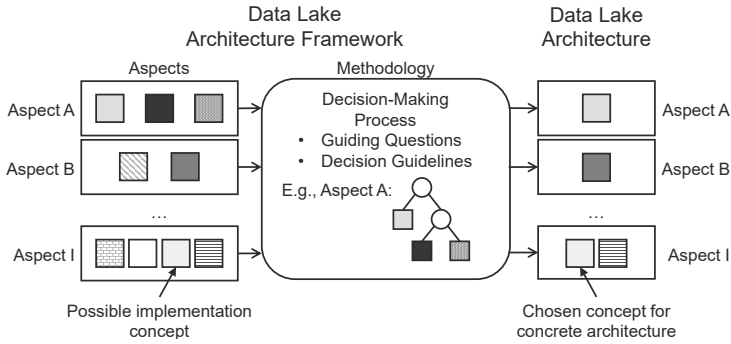 Data Lake
Architecture Framework
Data Lake
Architecture
Aspects
Methodology
Aspect A
Decision-Making
Process
• Guiding Questions
• Decision Guidelines
E.g., Aspect A:
Aspect A
Aspect B
Aspect B
...
...
Aspect I
Aspect I
Possible implementation
concept
Chosen concept for
concrete architecture